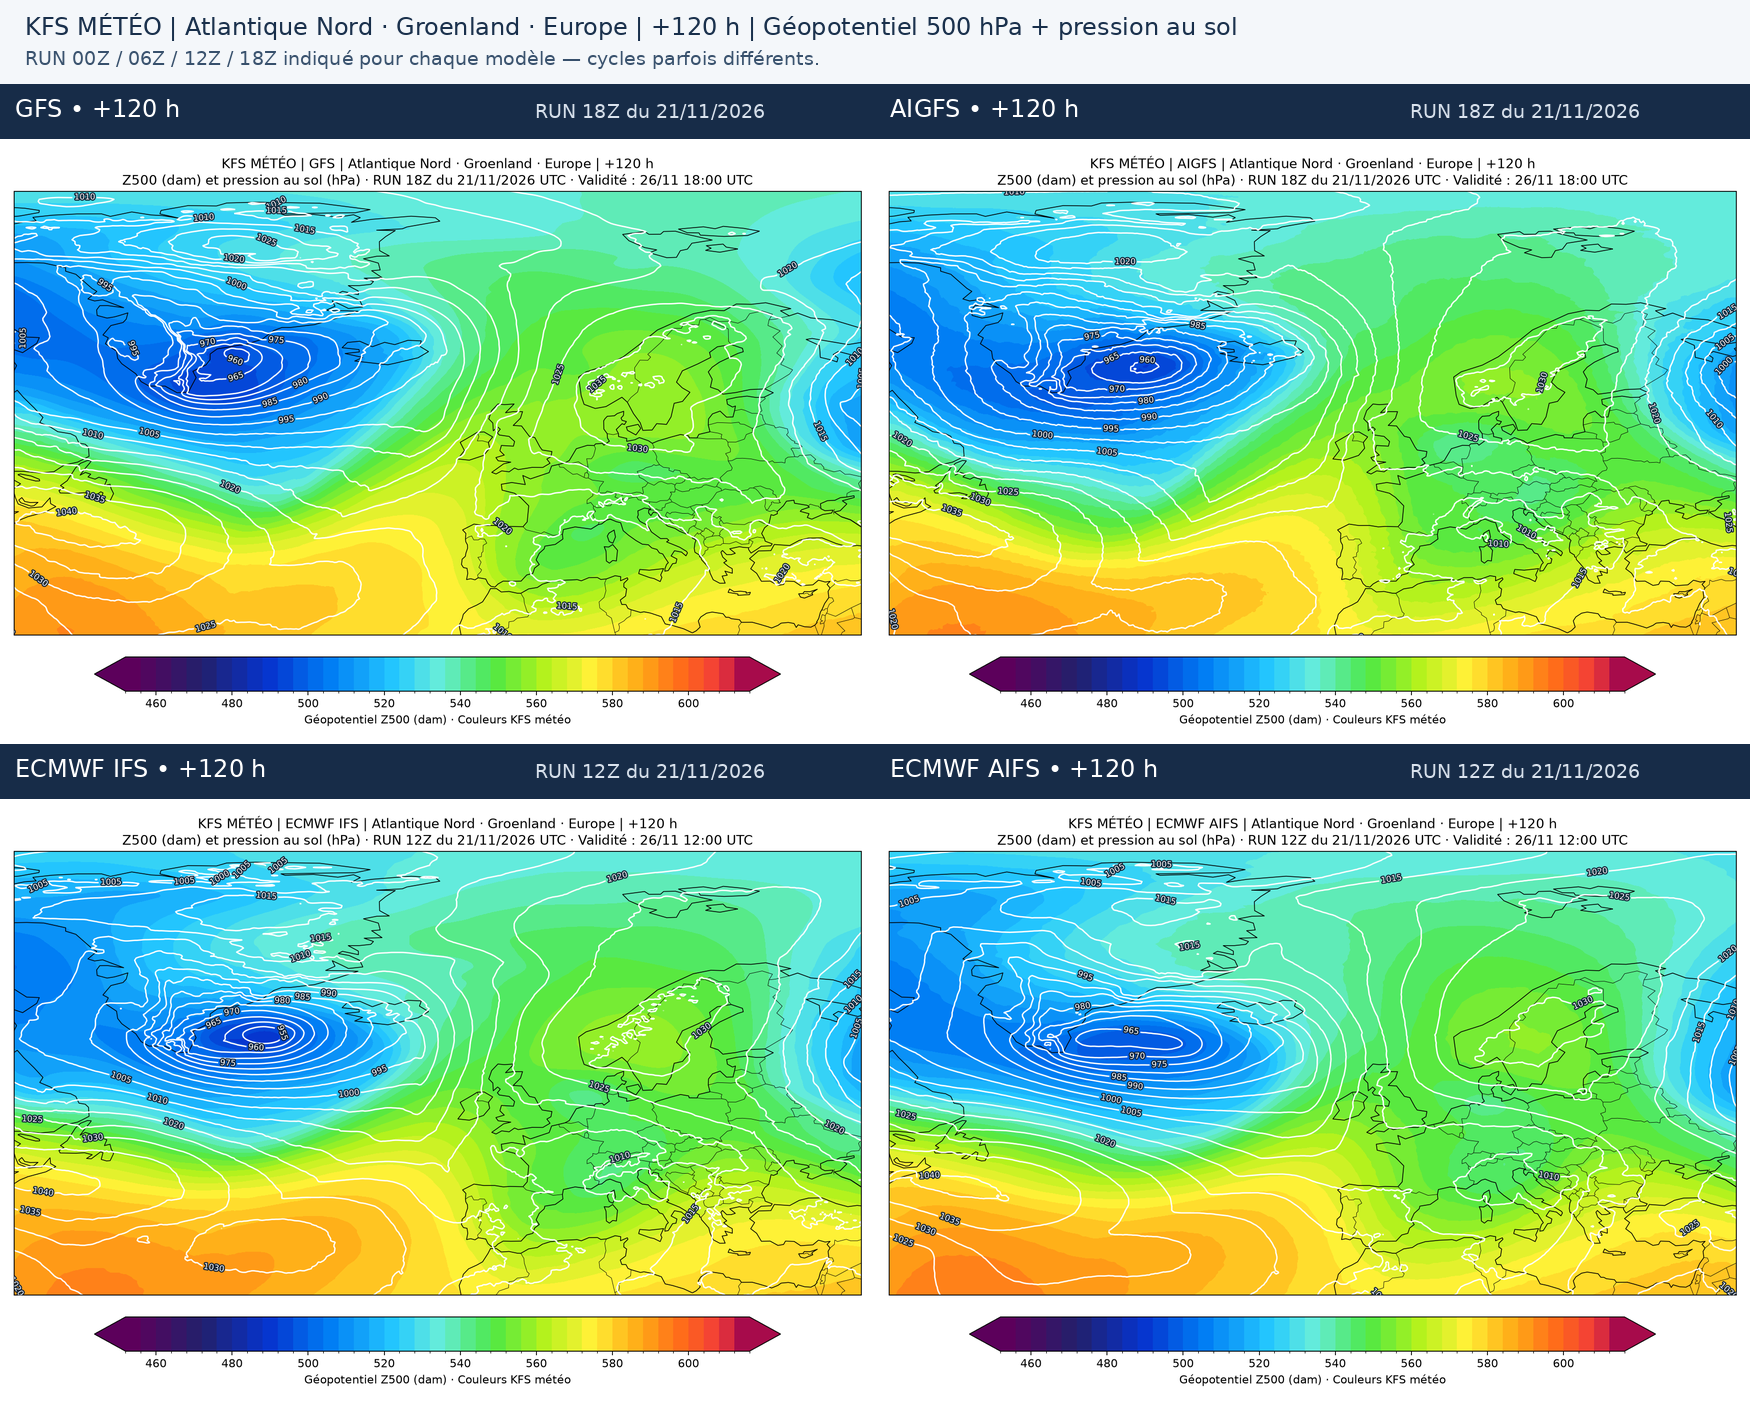 KFS MÉTÉO | Atlantique Nord · Groenland · Europe | +120 h | Géopotentiel 500 hPa + pression au sol
RUN 00Z / 06Z / 12Z / 18Z indiqué pour chaque modèle — cycles parfois différents.
GFS • +120 h RUN 18Z du 21/11/2026
AIGFS • +120 h RUN 18Z du 21/11/2026
KFS MÉTÉO | GFS | Atlantique Nord · Groenland · Europe | +120 h
Z500 (dam) et pression au sol (hPa) · RUN 18Z du 21/11/2026 UTC · Validité : 26/11 18:00 UTC
KFS MÉTÉO | AIGFS | Atlantique Nord · Groenland · Europe | +120 h
Z500 (dam) et pression au sol (hPa) · RUN 18Z du 21/11/2026 UTC · Validité : 26/11 18:00 UTC
460 480 500 520 540 560 580 600
Géopotentiel Z500 (dam) · Couleurs KFS météo
460 480 500 520 540 560 580 600
Géopotentiel Z500 (dam) · Couleurs KFS météo
ECMWF IFS • +120 h RUN 12Z du 21/11/2026
ECMWF AIFS • +120 h RUN 12Z du 21/11/2026
KFS MÉTÉO | ECMWF IFS | Atlantique Nord · Groenland · Europe | +120 h
Z500 (dam) et pression au sol (hPa) · RUN 12Z du 21/11/2026 UTC · Validité : 26/11 12:00 UTC
KFS MÉTÉO | ECMWF AIFS | Atlantique Nord · Groenland · Europe | +120 h
Z500 (dam) et pression au sol (hPa) · RUN 12Z du 21/11/2026 UTC · Validité : 26/11 12:00 UTC
460 480 500 520 540 560 580 600
Géopotentiel Z500 (dam) · Couleurs KFS météo
460 480 500 520 540 560 580 600
Géopotentiel Z500 (dam) · Couleurs KFS météo